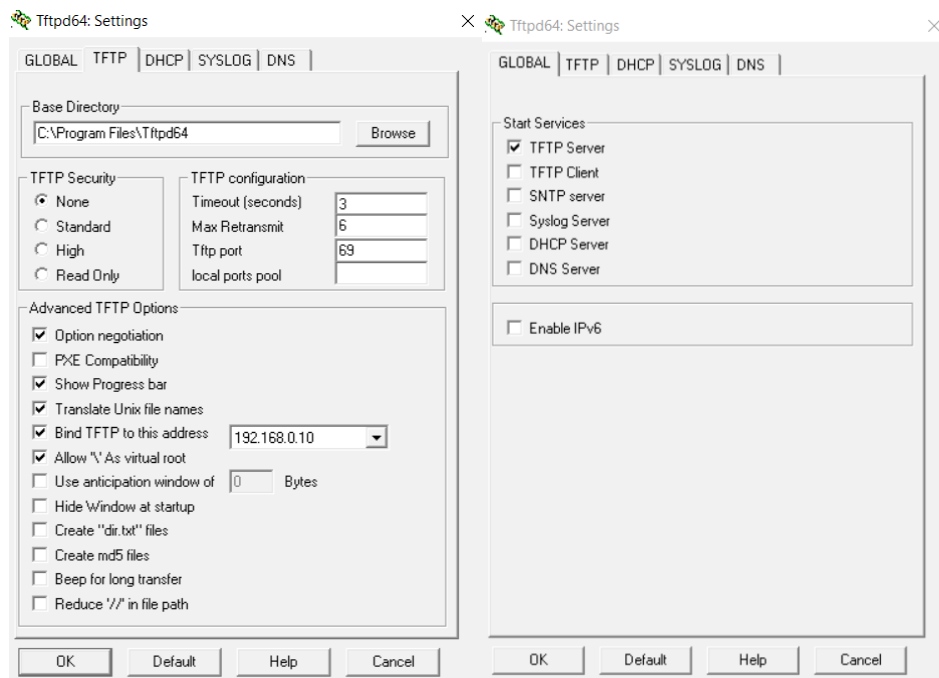 Tftpd64: Settings
GLOBAL TFTP DHCP SYSLOG DNS
Base Directory
C:\Program Files\Tftpd64 Browse
TFTP Security
None
Standard
High
Read Only
TFTP configuration
Timeout (seconds) 3
Max Retransmit 6
Tftp port 69
local ports pool
Advanced TFTP Options
Option negotiation
PXE Compatibility
Show Progress bar
Translate Unix file names
Bind TFTP to this address 192.168.0.10
Allow '\' As virtual root
Use anticipation window of 0 Bytes
Hide Window at startup
Create "dir.txt" files
Create md5 files
Beep for long transfer
Reduce '//' in file path
OK Default Help Cancel
Tftpd64: Settings
GLOBAL TFTP DHCP SYSLOG DNS
Start Services
TFTP Server
TFTP Client
SNTP server
Syslog Server
DHCP Server
DNS Server
Enable IPv6
OK Default Help Cancel